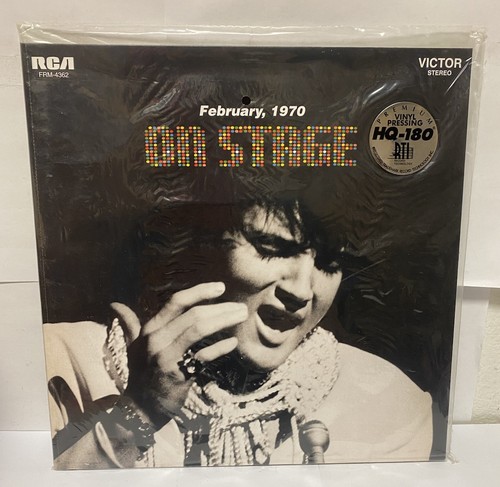 RCA
FRM-4362
VICTOR
STEREO
February, 1970
ON STAGE
PREMIUM
VINYL
PRESSING
HQ-180
RTI